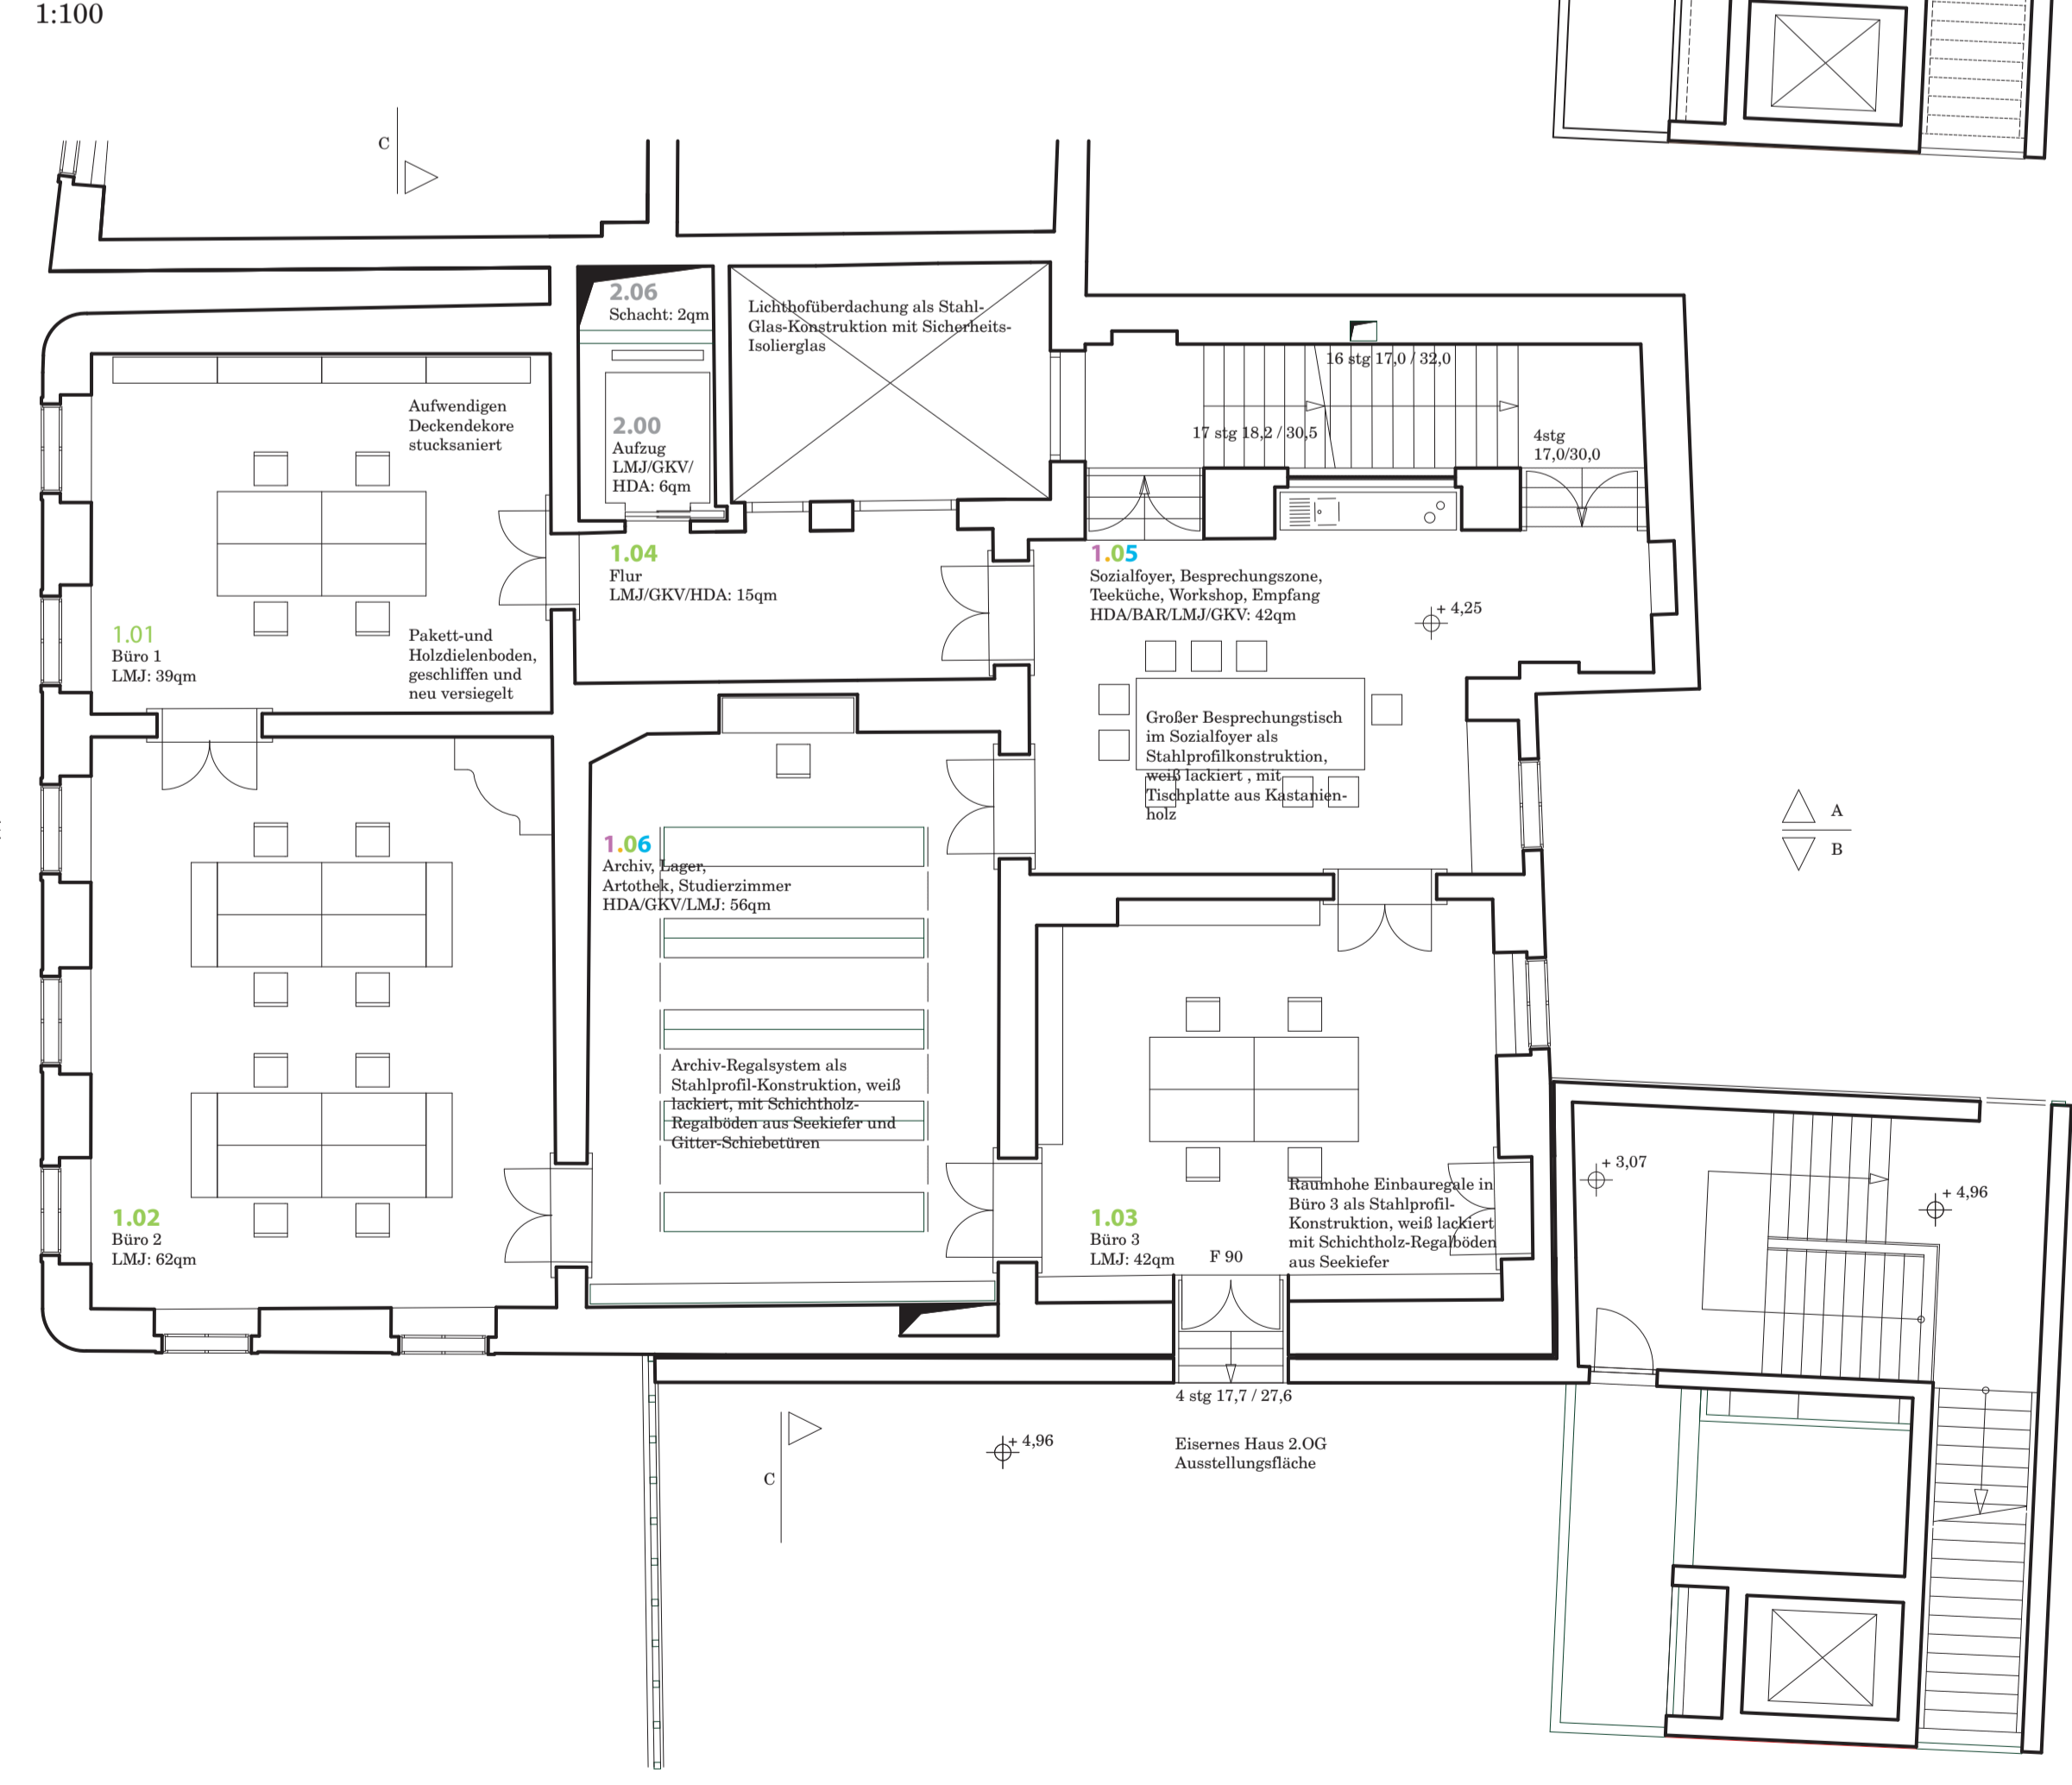 1:100
C
2.06
Schacht: 2qm
Lichthofüberdachung als Stahl-
Glas-Konstruktion mit Sicherheits-
Isolierglas
16 stg 17,0 / 32,0
17 stg 18,2 / 30,5
4stg
17,0/30,0
Aufwendigen
Deckendekore
stucksaniert
2.00
Aufzug
LMJ/GKV/
HDA: 6qm
1.04
Flur
LMJ/GKV/HDA: 15qm
1.05
Sozialfoyer, Besprechungszone,
Teeküche, Workshop, Empfang
HDA/BAR/LMJ/GKV: 42qm
+ 4,25
1.01
Büro 1
LMJ: 39qm
Pakett-und
Holzdielenboden,
geschliffen und
neu versiegelt
Großer Besprechungstisch
im Sozialfoyer als
Stahlprofilkonstruktion,
weiß lackiert , mit
Tischplatte aus Kastanien-
holz
A
B
1.06
Archiv, Lager,
Artothek, Studierzimmer
HDA/GKV/LMJ: 56qm
Archiv-Regalsystem als
Stahlprofil-Konstruktion, weiß
lackiert, mit Schichtholz-
Regalböden aus Seekiefer und
Gitter-Schiebetüren
1.02
Büro 2
LMJ: 62qm
1.03
Büro 3
LMJ: 42qm
F 90
Raumhohe Einbauregale in
Büro 3 als Stahlprofil-
Konstruktion, weiß lackiert
mit Schichtholz-Regalböden
aus Seekiefer
+ 3,07
+ 4,96
4 stg 17,7 / 27,6
+ 4,96
Eisernes Haus 2.OG
Ausstellungsfläche
C